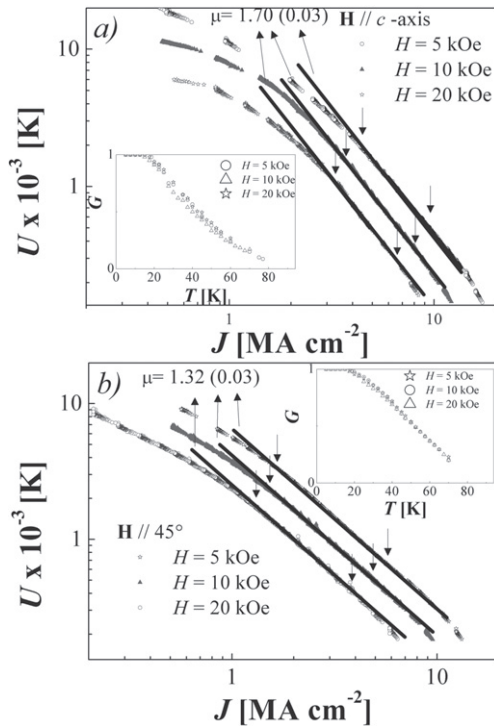 a)
μ= 1.70 (0.03)
H // c -axis
H = 5 kOe
H = 10 kOe
H = 20 kOe
10
1
U x 10⁻³ [K]
1
G
0
H = 5 kOe
H = 10 kOe
H = 20 kOe
0 20 40 60 80 100
T [K]
1 10
J [MA cm⁻²]
b)
μ= 1.32 (0.03)
1
G
0
H = 5 kOe
H = 10 kOe
H = 20 kOe
0 20 40 60 80 100
T [K]
10
1
U x 10⁻³ [K]
H // 45°
H = 5 kOe
H = 10 kOe
H = 20 kOe
1 10
J [MA cm⁻²]